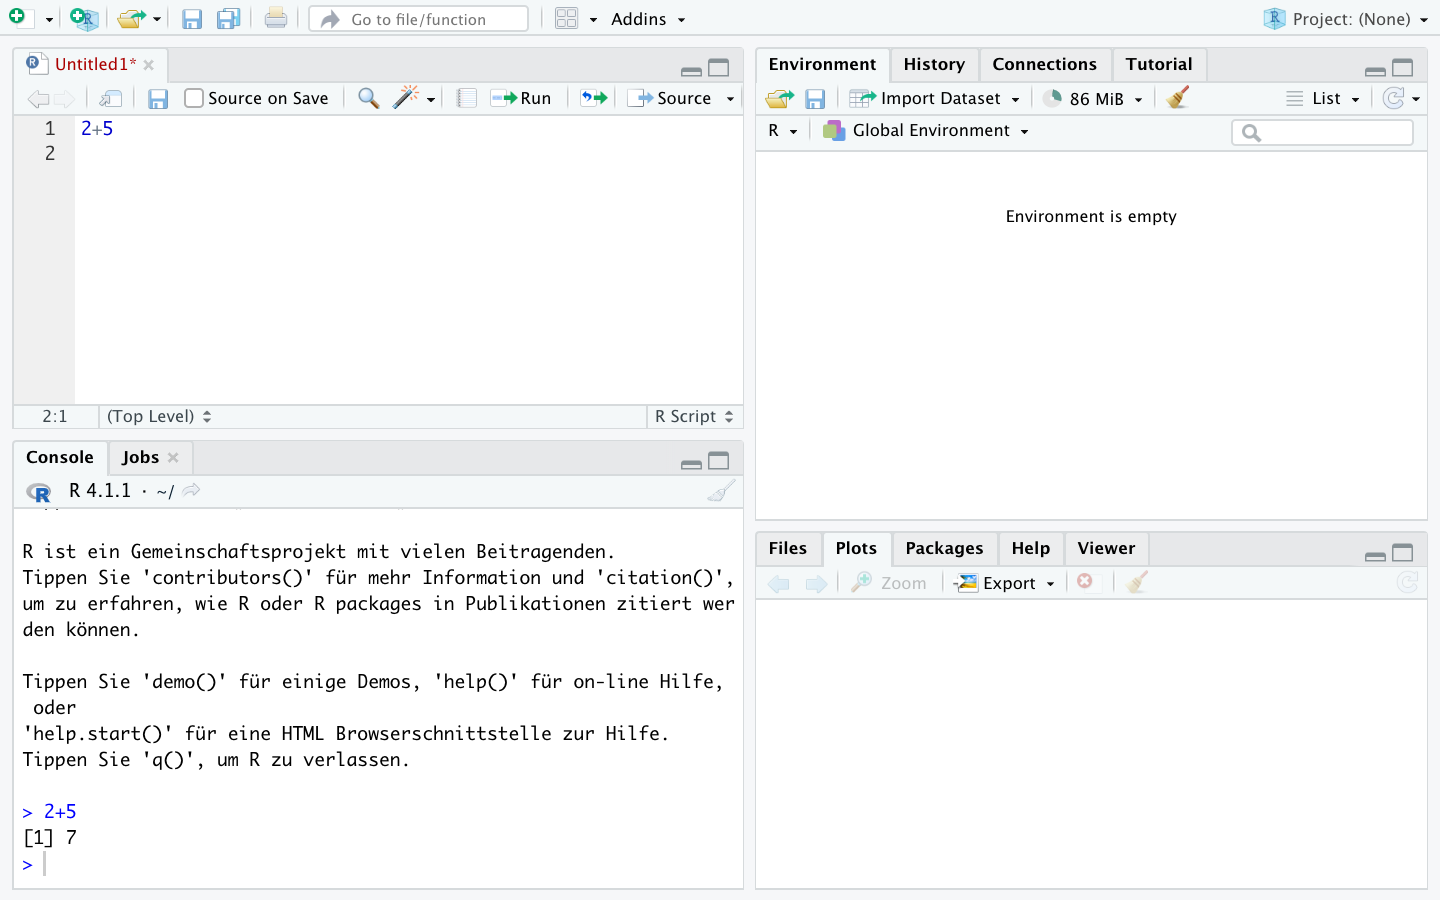 Go to file/function
Addins
Project: (None)
Untitled1*
Source on Save
Run
Source
1 2+5
2
2:1 (Top Level) R Script
Console Jobs
R 4.1.1 · ~/
R ist ein Gemeinschaftsprojekt mit vielen Beitragenden.
Tippen Sie 'contributors()' für mehr Information und 'citation()',
um zu erfahren, wie R oder R packages in Publikationen zitiert wer
den können.
Tippen Sie 'demo()' für einige Demos, 'help()' für on-line Hilfe,
oder
'help.start()' für eine HTML Browserschnittstelle zur Hilfe.
Tippen Sie 'q()', um R zu verlassen.
> 2+5
[1] 7
>
Environment History Connections Tutorial
Import Dataset 86 MiB List
R Global Environment
Environment is empty
Files Plots Packages Help Viewer
Zoom Export